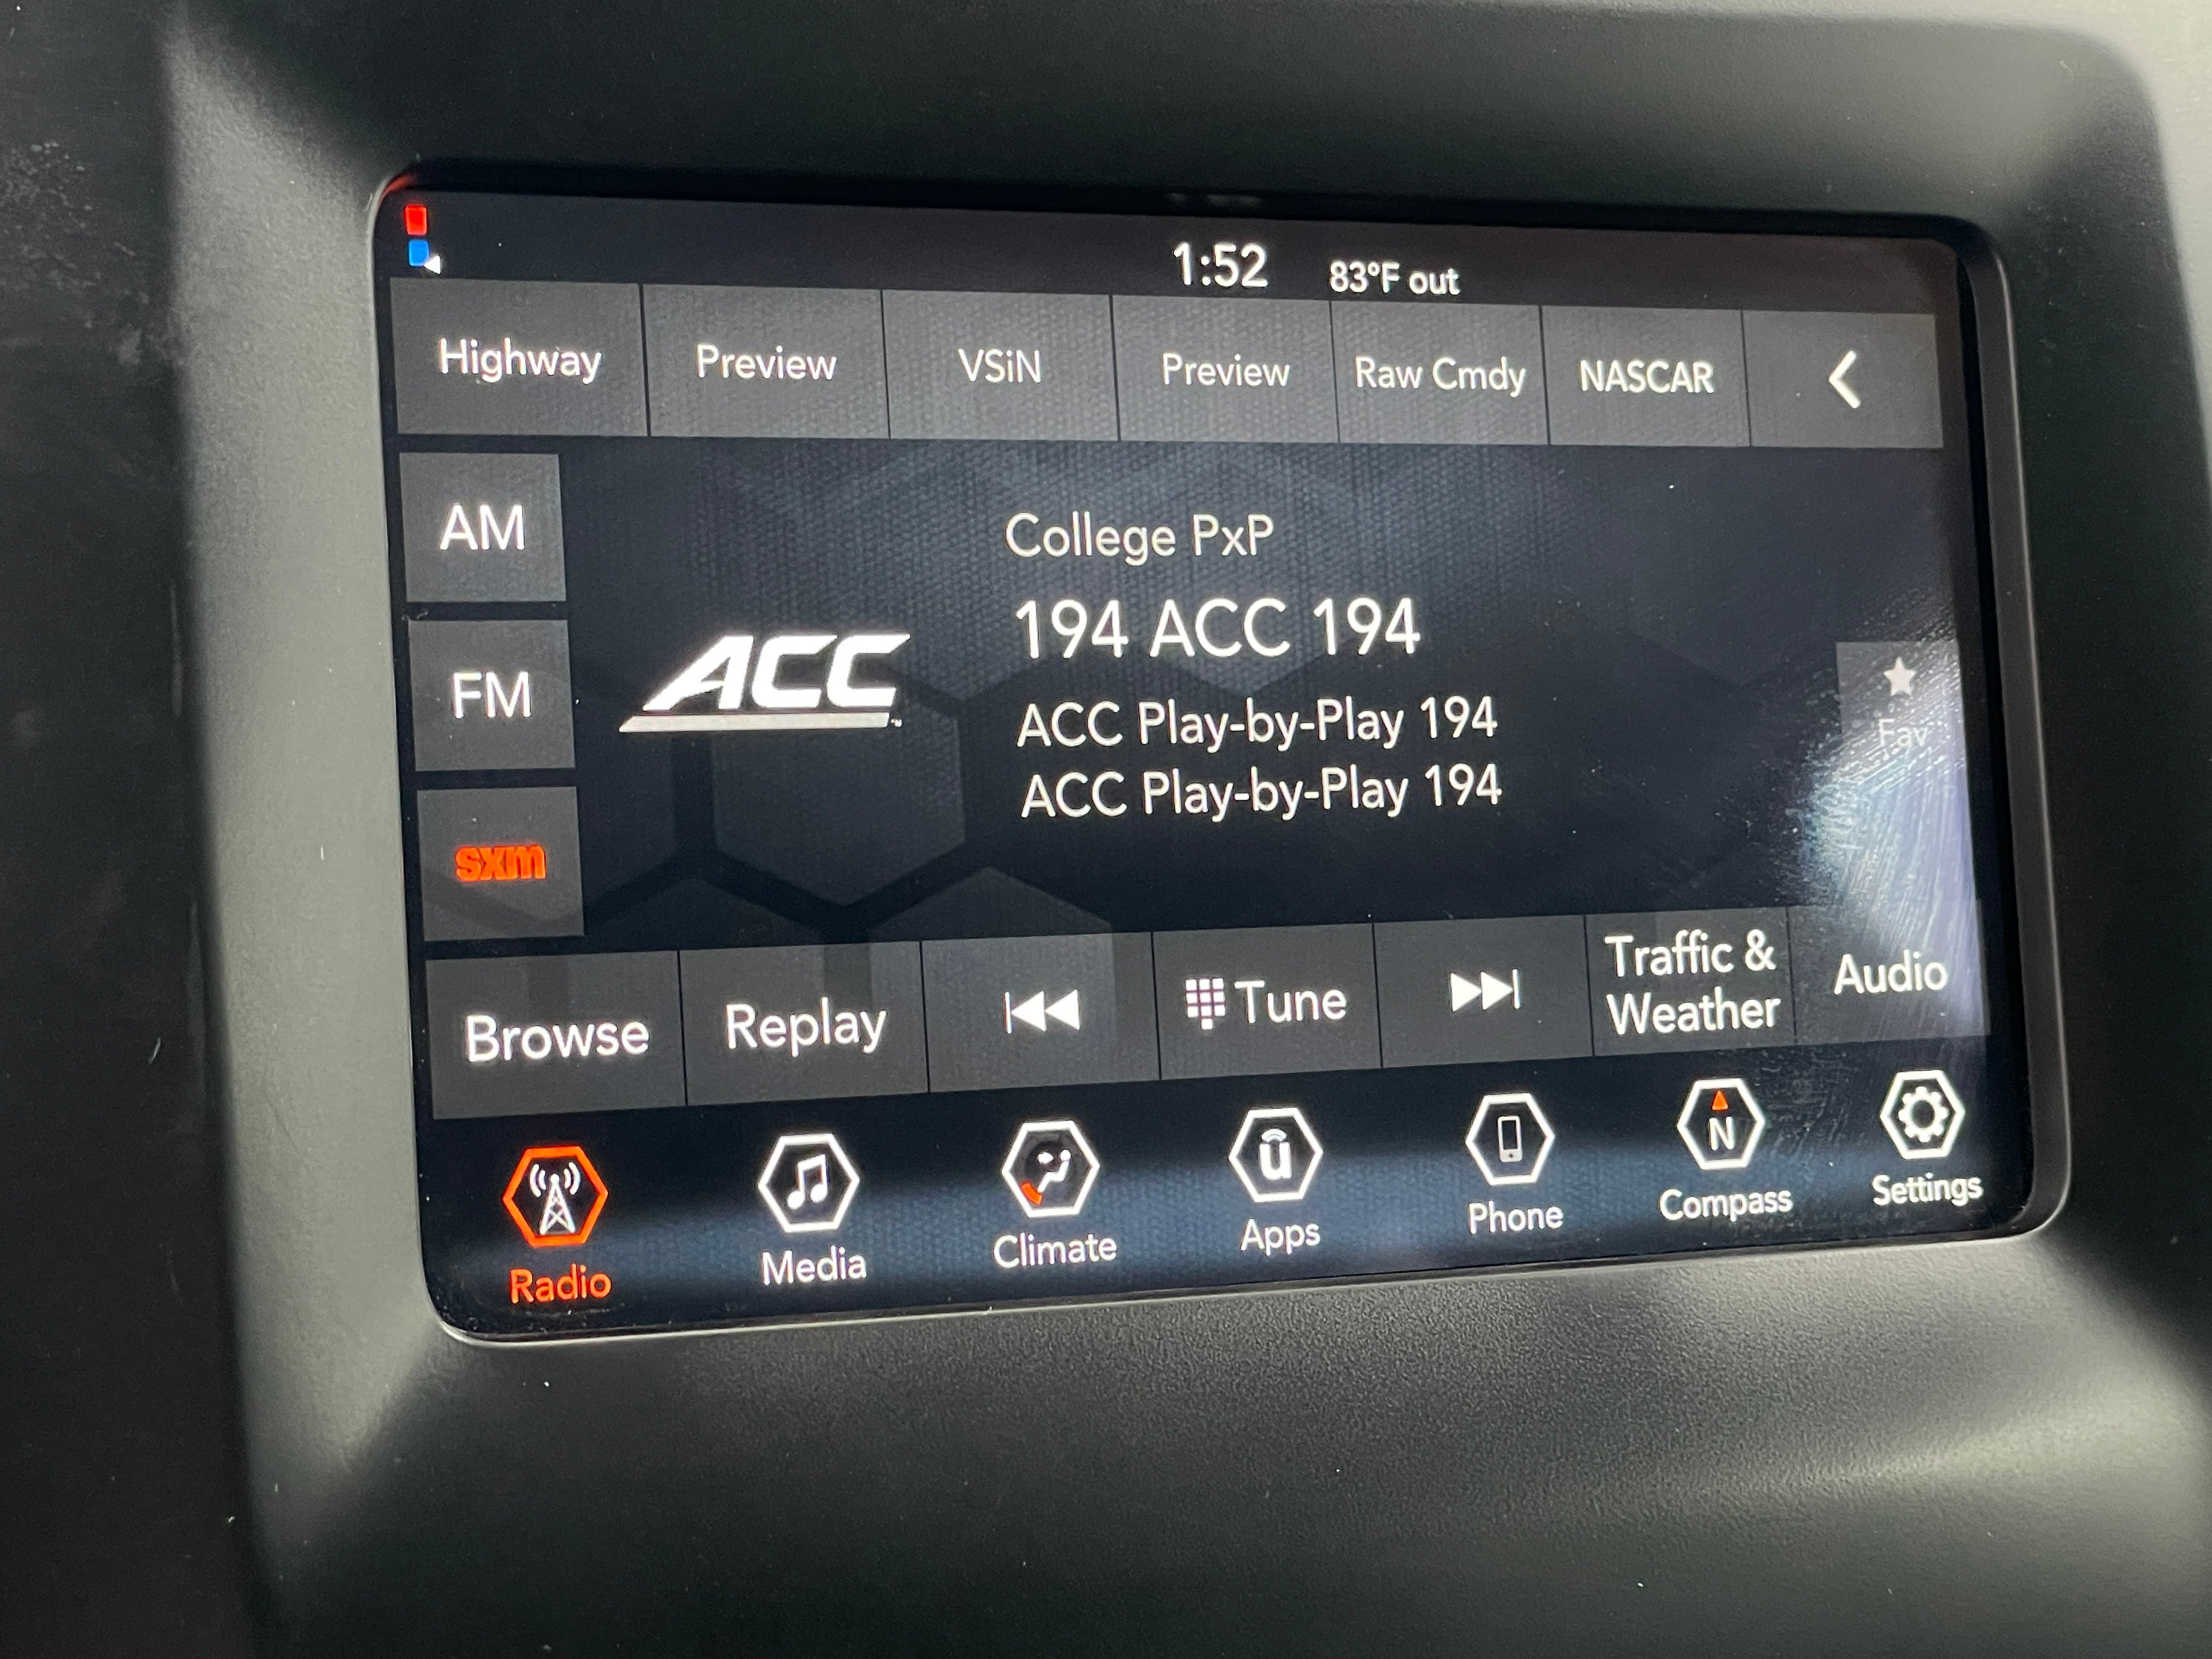 1:52 83°F out
Highway Preview VSiN Preview Raw Cmdy NASCAR
AM
FM
sxm
ACC
™
College PxP
194 ACC 194
ACC Play-by-Play 194
ACC Play-by-Play 194
Fav
Browse Replay Tune Traffic & Weather Audio
N
ū
Radio Media Climate Apps Phone Compass Settings